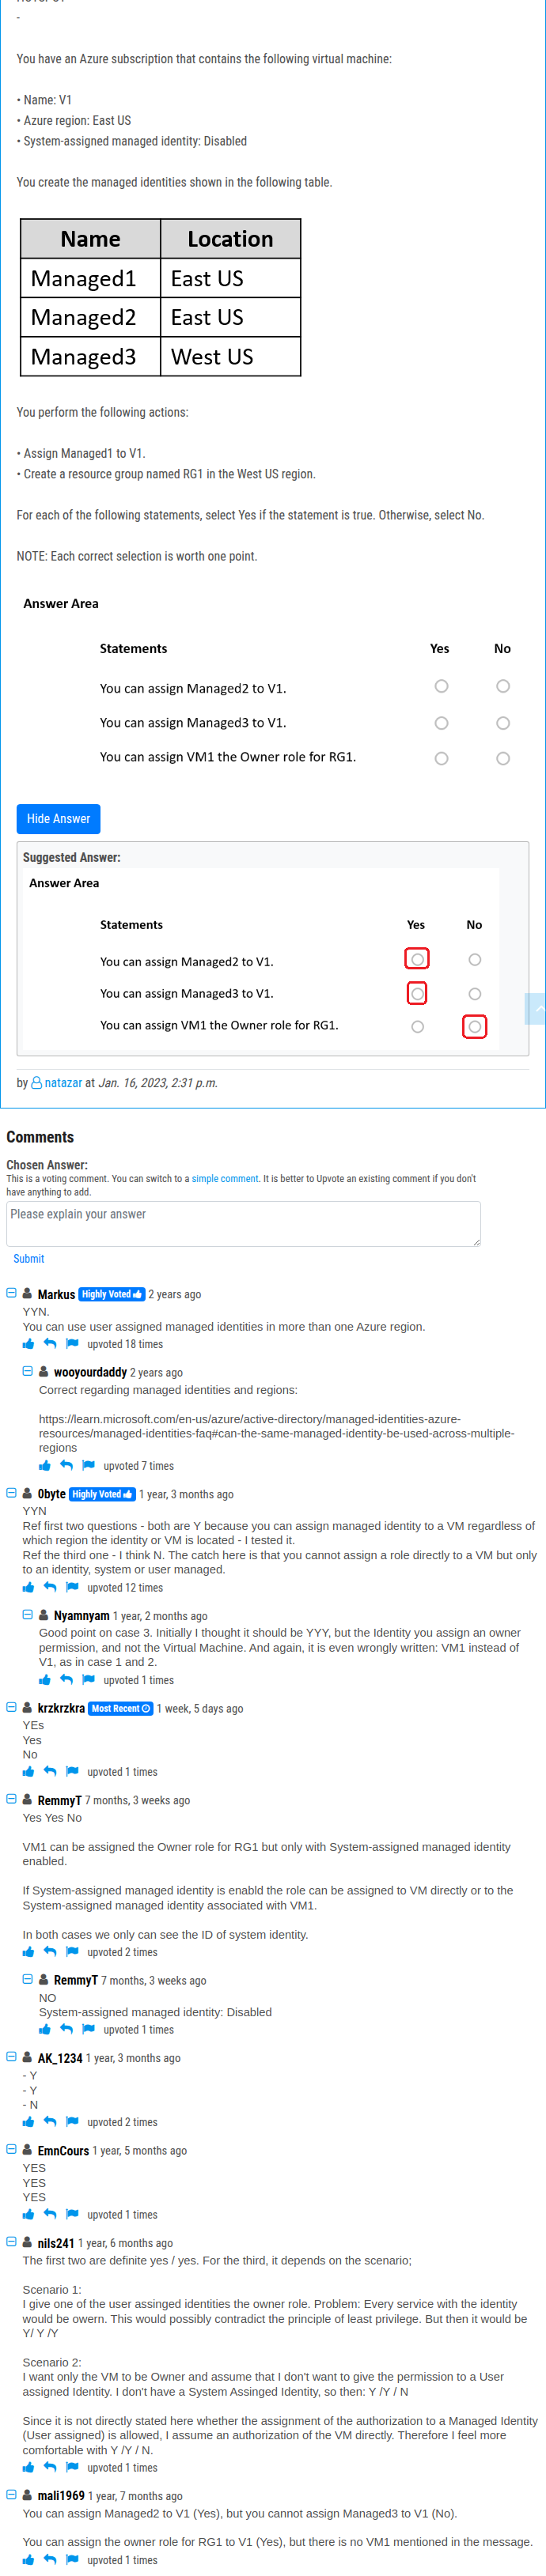 -
You have an Azure subscription that contains the following virtual machine:
• Name: V1
• Azure region: East US
• System-assigned managed identity: Disabled
You create the managed identities shown in the following table.
Name Location
Managed1 East US
Managed2 East US
Managed3 West US
You perform the following actions:
• Assign Managed1 to V1.
• Create a resource group named RG1 in the West US region.
For each of the following statements, select Yes if the statement is true. Otherwise, select No.
NOTE: Each correct selection is worth one point.
Answer Area
Statements Yes No
You can assign Managed2 to V1.
You can assign Managed3 to V1.
You can assign VM1 the Owner role for RG1.
Hide Answer
Suggested Answer:
Answer Area
Statements Yes No
You can assign Managed2 to V1.
You can assign Managed3 to V1.
You can assign VM1 the Owner role for RG1.
by natazar at Jan. 16, 2023, 2:31 p.m.
Comments
Chosen Answer:
This is a voting comment. You can switch to a simple comment. It is better to Upvote an existing comment if you don't
have anything to add.
Please explain your answer
Submit
Markus Highly Voted 2 years ago
YYN.
You can use user assigned managed identities in more than one Azure region.
upvoted 18 times
wooyourdaddy 2 years ago
Correct regarding managed identities and regions:
https://learn.microsoft.com/en-us/azure/active-directory/managed-identities-azure-
resources/managed-identities-faq#can-the-same-managed-identity-be-used-across-multiple-
regions
upvoted 7 times
0byte Highly Voted 1 year, 3 months ago
YYN
Ref first two questions - both are Y because you can assign managed identity to a VM regardless of
which region the identity or VM is located - I tested it.
Ref the third one - I think N. The catch here is that you cannot assign a role directly to a VM but only
to an identity, system or user managed.
upvoted 12 times
Nyamnyam 1 year, 2 months ago
Good point on case 3. Initially I thought it should be YYY, but the Identity you assign an owner
permission, and not the Virtual Machine. And again, it is even wrongly written: VM1 instead of
V1, as in case 1 and 2.
upvoted 1 times
krzkrzkra Most Recent 1 week, 5 days ago
YEs
Yes
No
upvoted 1 times
RemmyT 7 months, 3 weeks ago
Yes Yes No
VM1 can be assigned the Owner role for RG1 but only with System-assigned managed identity
enabled.
If System-assigned managed identity is enabld the role can be assigned to VM directly or to the
System-assigned managed identity associated with VM1.
In both cases we only can see the ID of system identity.
upvoted 2 times
RemmyT 7 months, 3 weeks ago
NO
System-assigned managed identity: Disabled
upvoted 1 times
AK_1234 1 year, 3 months ago
- Y
- Y
- N
upvoted 2 times
EmnCours 1 year, 5 months ago
YES
YES
YES
upvoted 1 times
nils241 1 year, 6 months ago
The first two are definite yes / yes. For the third, it depends on the scenario;
Scenario 1:
I give one of the user assinged identities the owner role. Problem: Every service with the identity
would be owern. This would possibly contradict the principle of least privilege. But then it would be
Y/ Y /Y
Scenario 2:
I want only the VM to be Owner and assume that I don't want to give the permission to a User
assigned Identity. I don't have a System Assinged Identity, so then: Y /Y / N
Since it is not directly stated here whether the assignment of the authorization to a Managed Identity
(User assigned) is allowed, I assume an authorization of the VM directly. Therefore I feel more
comfortable with Y /Y / N.
upvoted 1 times
mali1969 1 year, 7 months ago
You can assign Managed2 to V1 (Yes), but you cannot assign Managed3 to V1 (No).
You can assign the owner role for RG1 to V1 (Yes), but there is no VM1 mentioned in the message.
upvoted 1 times